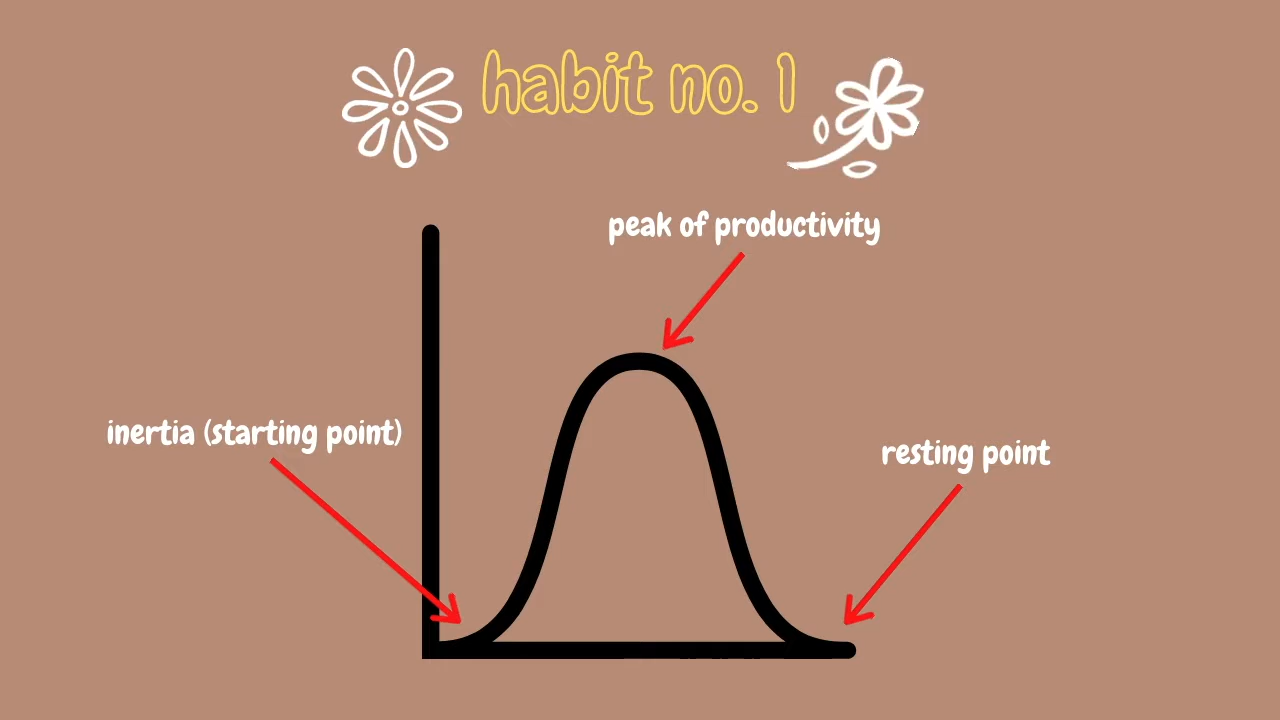 habit no. 1
peak of productivity
inertia (starting point)
resting point